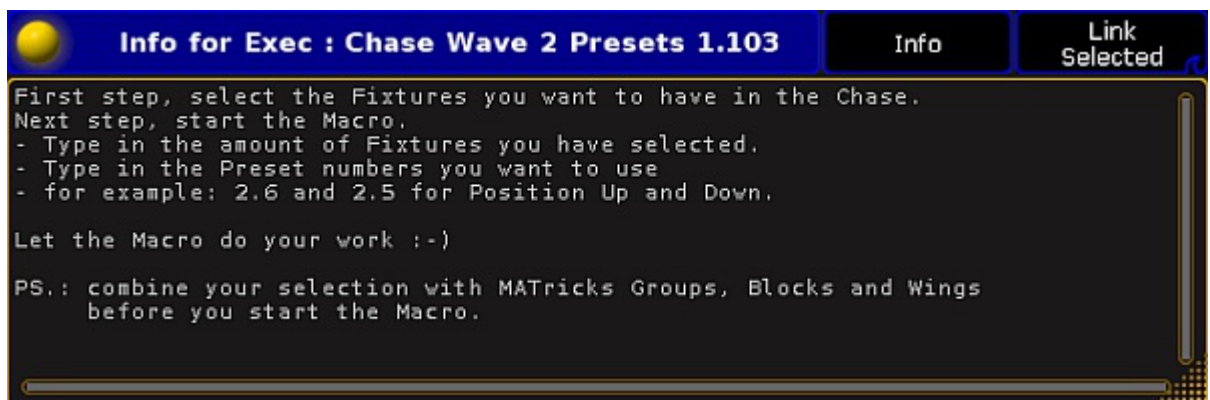 Info for Exec : Chase Wave 2 Presets 1.103
Info
Link
Selected
First step, select the Fixtures you want to have in the Chase.
Next step, start the Macro.
- Type in the amount of Fixtures you have selected.
- Type in the Preset numbers you want to use
- for example: 2.6 and 2.5 for Position Up and Down.
Let the Macro do your work :-)
PS.: combine your selection with MATricks Groups, Blocks and Wings
before you start the Macro.